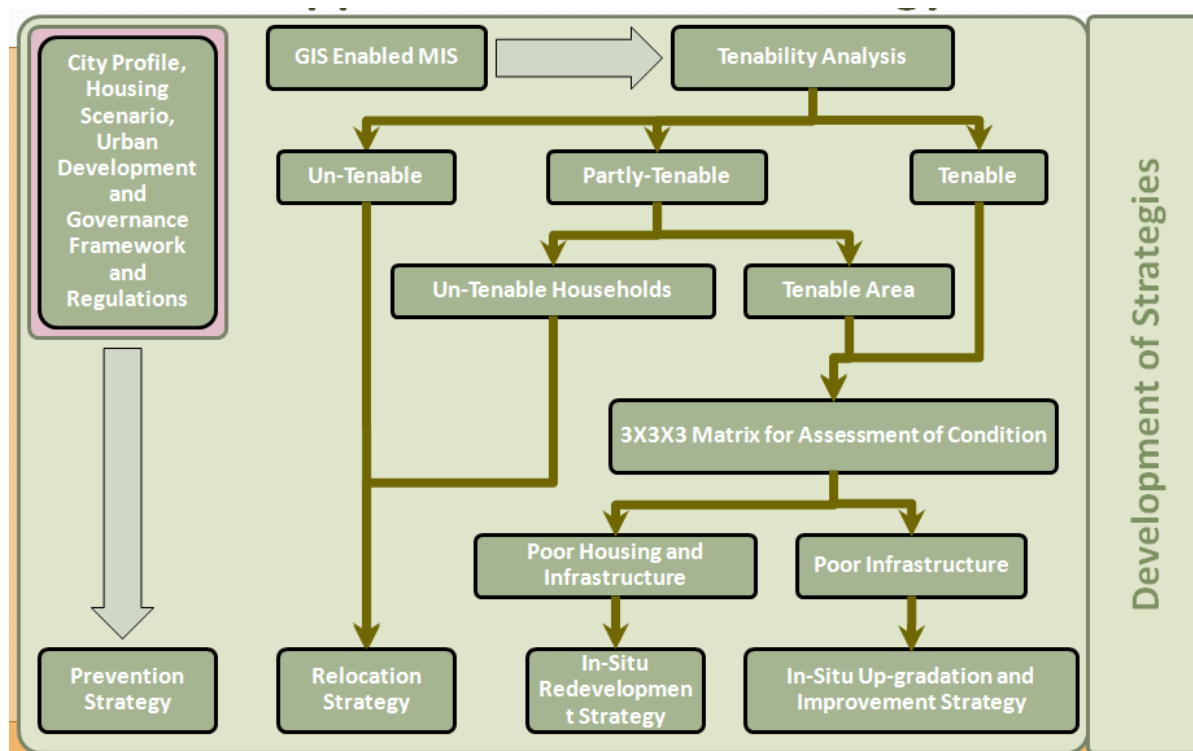 City Profile,
Housing
Scenario,
Urban
Development
and
Governance
Framework
and
Regulations
GIS Enabled MIS
Tenability Analysis
Un-Tenable
Partly-Tenable
Tenable
Un-Tenable Households
Tenable Area
3X3X3 Matrix for Assessment of Condition
Poor Housing and
Infrastructure
Poor Infrastructure
Prevention
Strategy
Relocation
Strategy
In-Situ
Redevelopmen
t Strategy
In-Situ Up-gradation and
Improvement Strategy
Development of Strategies